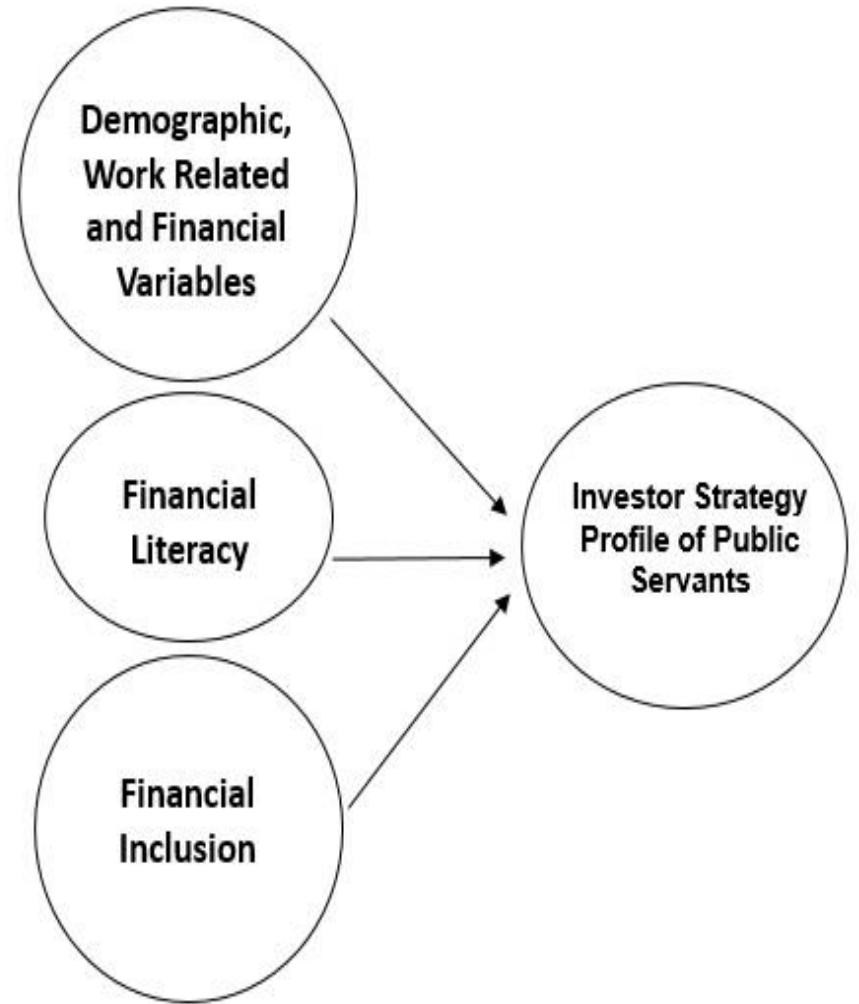 Demographic,
Work Related
and Financial
Variables
Financial
Literacy
Investor Strategy
Profile of Public
Servants
Financial
Inclusion